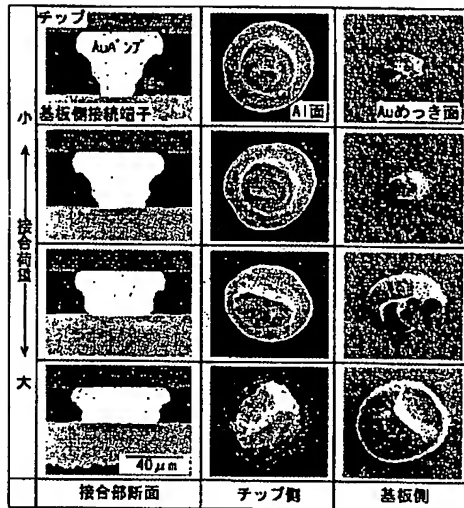 チップ
Auバンプ
基板側接続端子
Al面
Auめっき面
小
接合荷重
大
40μm
接合部断面
チップ側
基板側